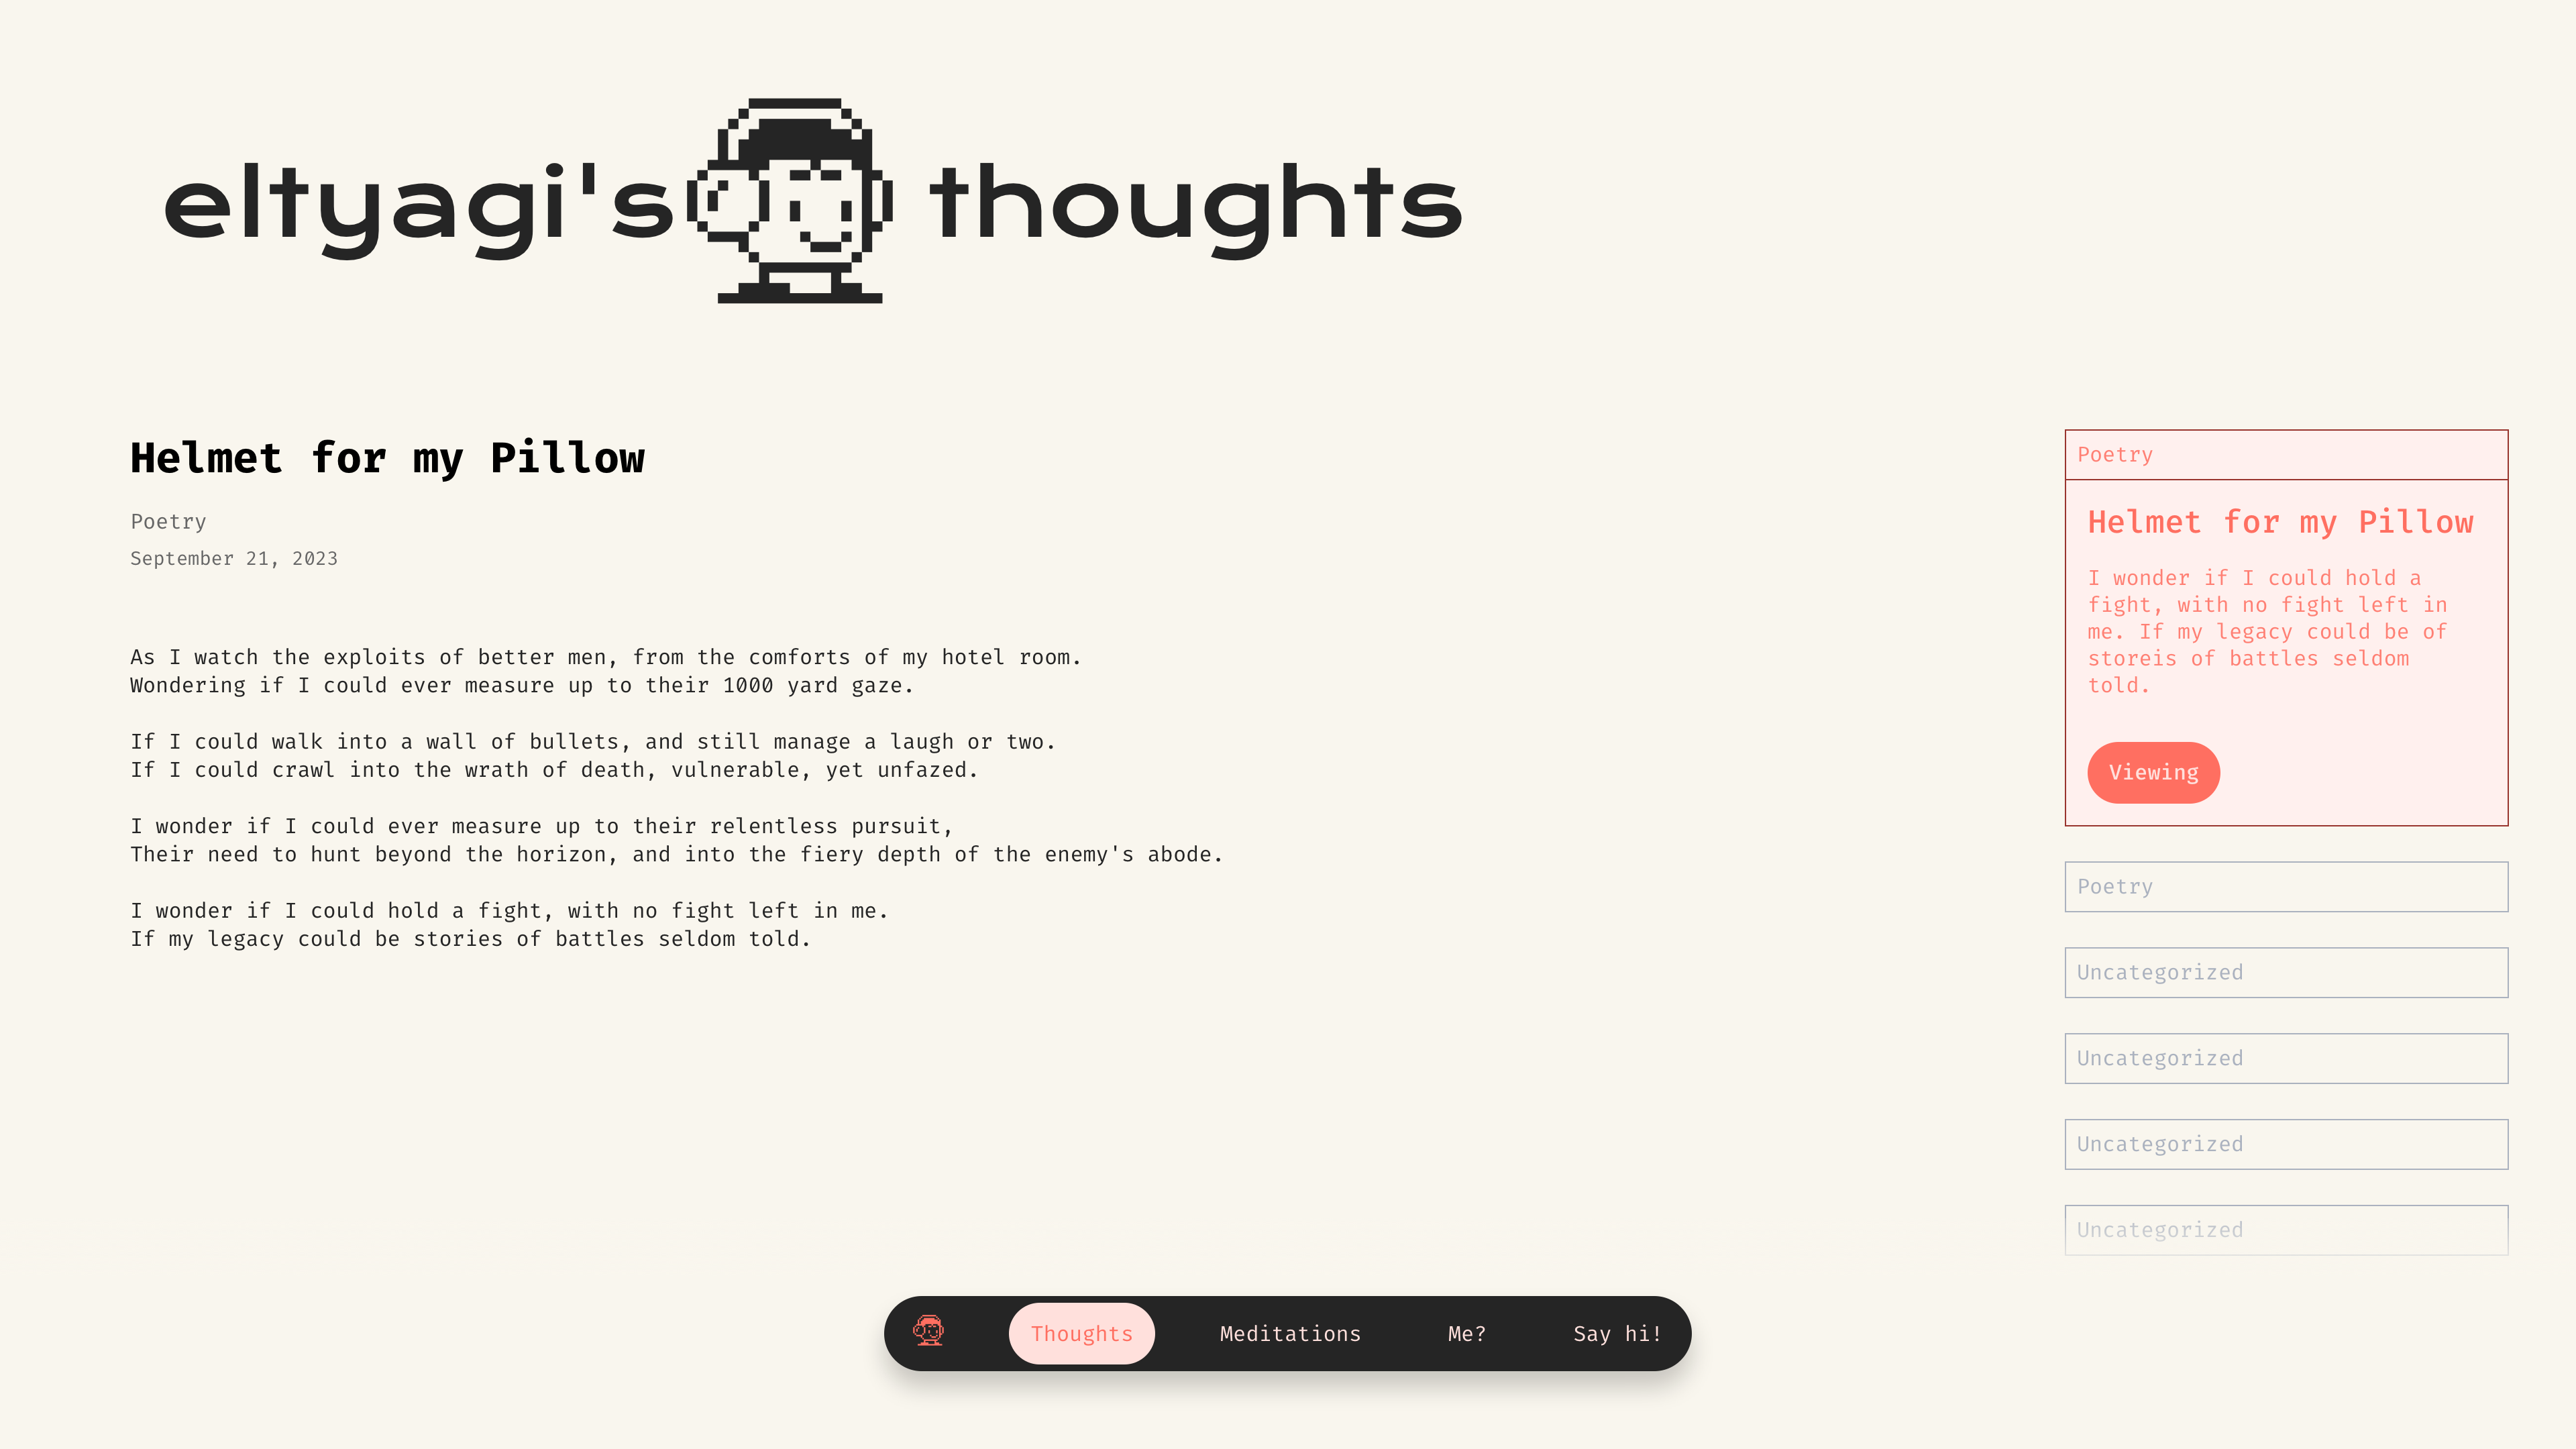 eltyagi's thoughts
Helmet for my Pillow
Poetry
September 21, 2023
As I watch the exploits of better men, from the comforts of my hotel room.
Wondering if I could ever measure up to their 1000 yard gaze.
If I could walk into a wall of bullets, and still manage a laugh or two.
If I could crawl into the wrath of death, vulnerable, yet unfazed.
I wonder if I could ever measure up to their relentless pursuit,
Their need to hunt beyond the horizon, and into the fiery depth of the enemy's abode.
I wonder if I could hold a fight, with no fight left in me.
If my legacy could be stories of battles seldom told.
Poetry
Helmet for my Pillow
I wonder if I could hold a
fight, with no fight left in
me. If my legacy could be of
storeis of battles seldom
told.
Viewing
Poetry
Uncategorized
Uncategorized
Uncategorized
Uncategorized
Thoughts Meditations Me? Say hi!